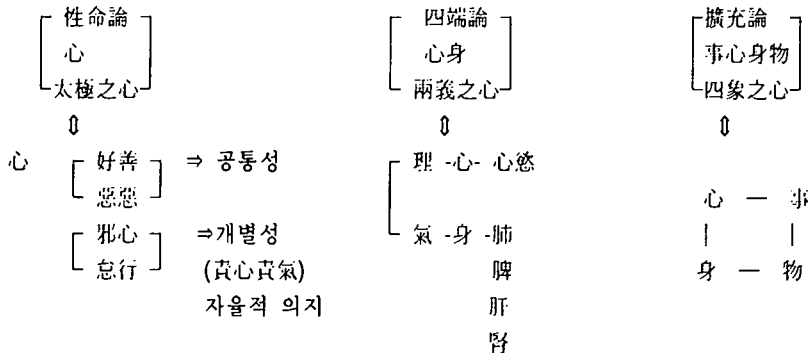 性命論 四端論 擴充論
心 心身 事心身物
太極之心 兩義之心 四象之心
⇕ ⇕ ⇕
心 好善 ⇒ 공통성 理 -心- 心慾
惡惡 心 — 事
邪心 ⇒개별성 氣 -身 -肺 | |
怠行 (責心責氣) 脾 身 — 物
자율적 의지 肝
腎